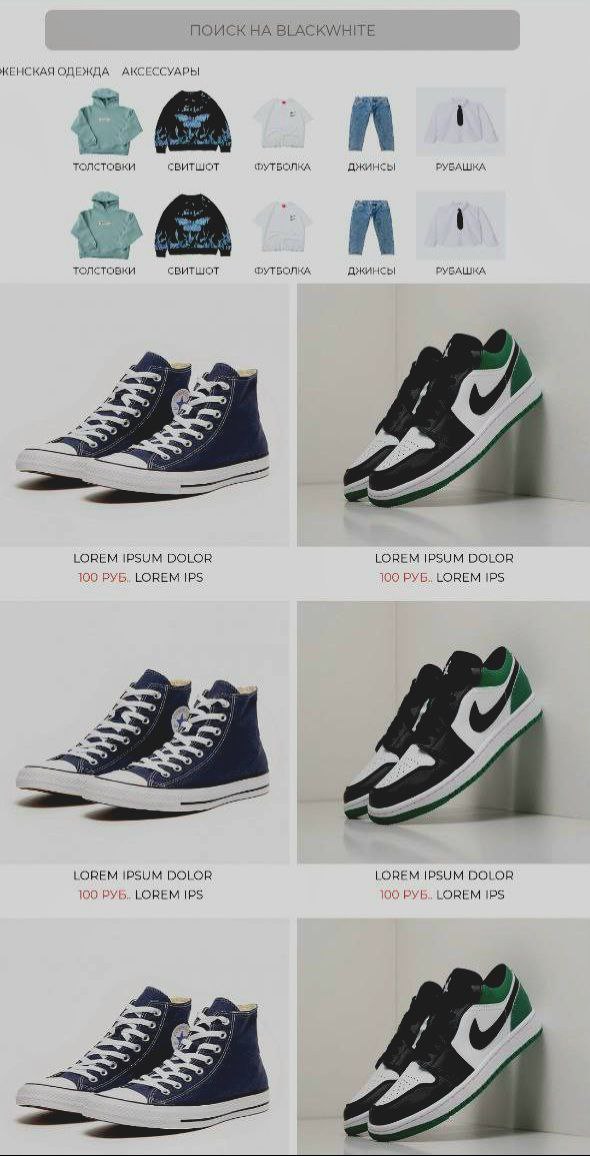 ПОИСК НА BLACKWHITE
ЖЕНСКАЯ ОДЕЖДА АКСЕССУАРЫ
ТОЛСТОВКИ СВИТШОТ ФУТБОЛКА ДЖИНСЫ РУБАШКА
ТОЛСТОВКИ СВИТШОТ ФУТБОЛКА ДЖИНСЫ РУБАШКА
LOREM IPSUM DOLOR LOREM IPSUM DOLOR
100 РУБ.. LOREM IPS 100 РУБ.. LOREM IPS
LOREM IPSUM DOLOR LOREM IPSUM DOLOR
100 РУБ.. LOREM IPS 100 РУБ.. LOREM IPS